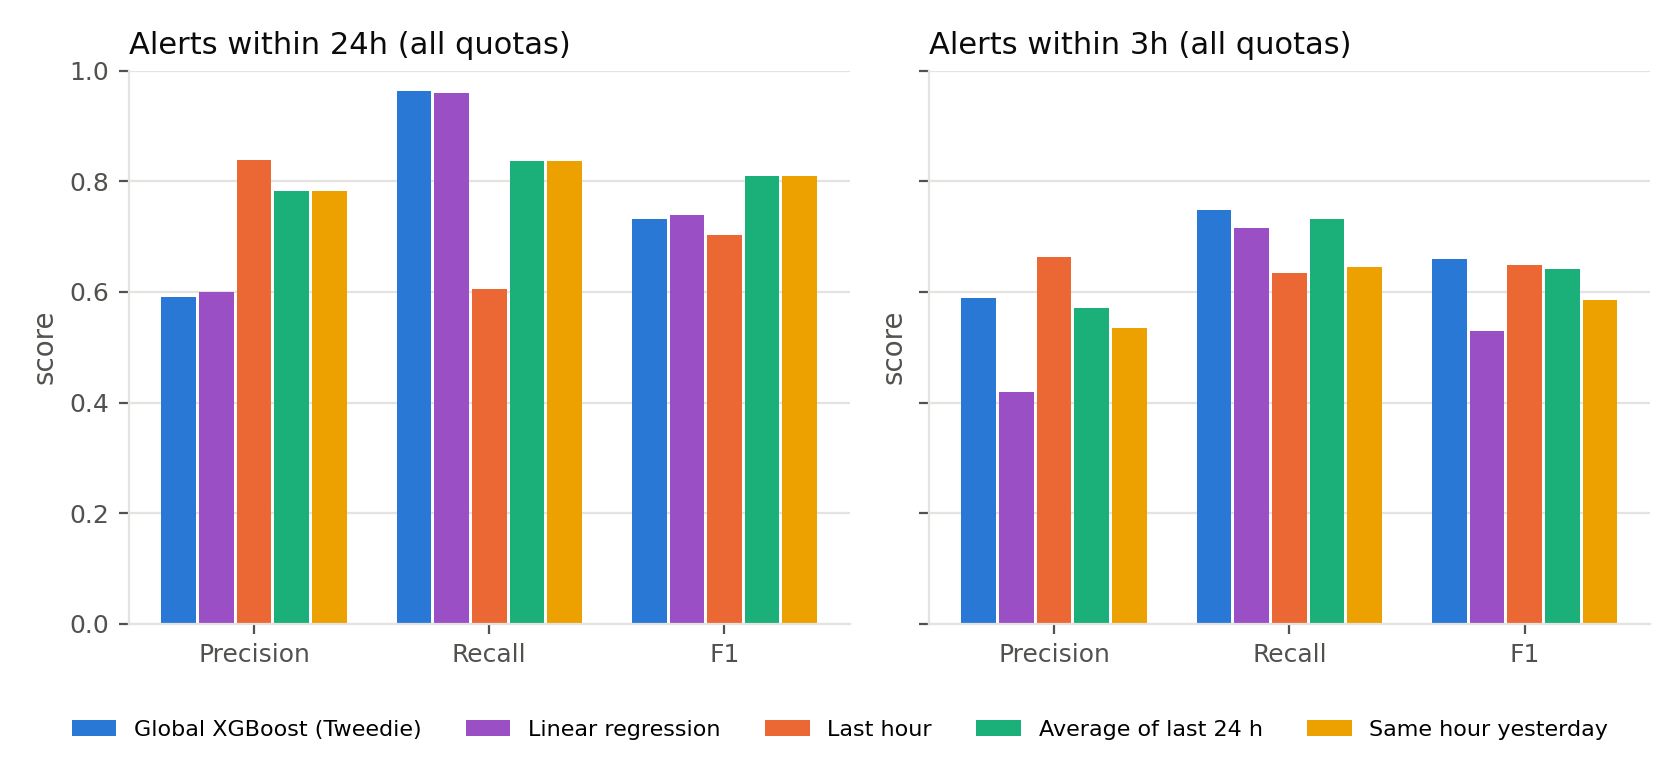 Alerts within 24h (all quotas)
Alerts within 3h (all quotas)
1.0
0.8
0.6
0.4
0.2
0.0
score
score
Precision
Recall
F1
Precision
Recall
F1
Global XGBoost (Tweedie)
Linear regression
Last hour
Average of last 24 h
Same hour yesterday